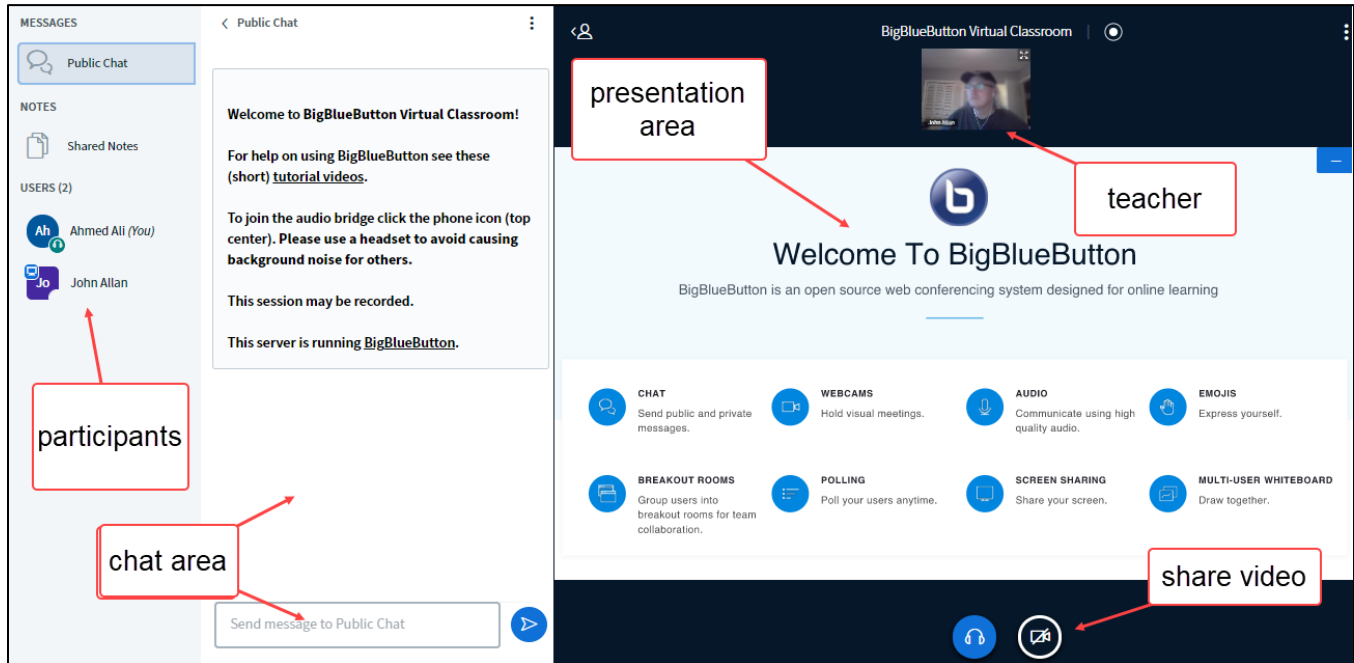 MESSAGES
Public Chat
NOTES
Shared Notes
USERS (2)
Ah
Ahmed Ali (You)
Jo
John Allan
participants
Public Chat
Welcome to BigBlueButton Virtual Classroom!
For help on using BigBlueButton see these
(short) tutorial videos.
To join the audio bridge click the phone icon (top
center). Please use a headset to avoid causing
background noise for others.
This session may be recorded.
This server is running BigBlueButton.
chat area
Send message to Public Chat
BigBlueButton Virtual Classroom
John Allan
presentation
area
teacher
b
Welcome To BigBlueButton
BigBlueButton is an open source web conferencing system designed for online learning
CHAT
Send public and private
messages.
WEBCAMS
Hold visual meetings.
AUDIO
Communicate using high
quality audio.
EMOJIS
Express yourself.
BREAKOUT ROOMS
Group users into
breakout rooms for team
collaboration.
POLLING
Poll your users anytime.
SCREEN SHARING
Share your screen.
MULTI-USER WHITEBOARD
Draw together.
share video